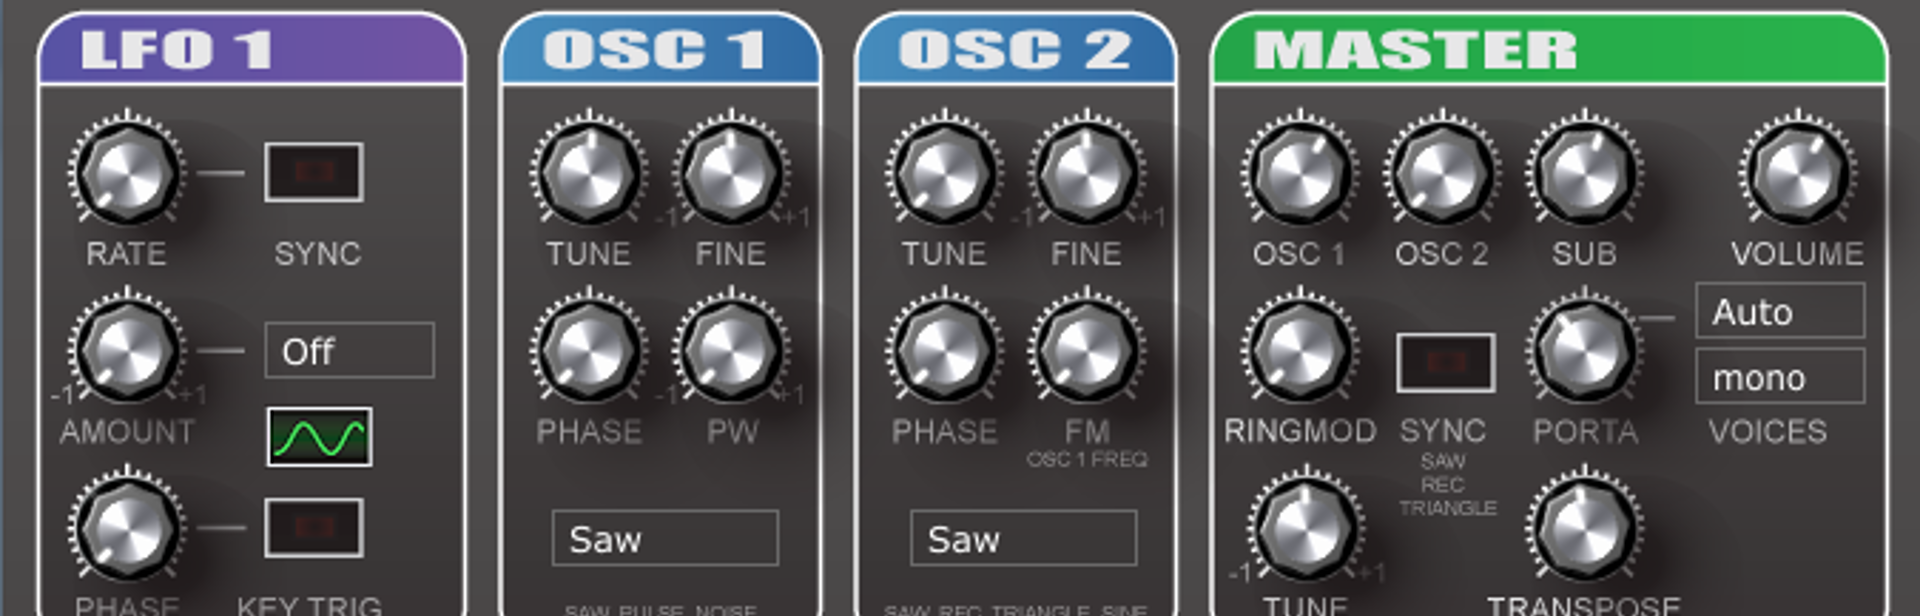 LFO 1
RATE
SYNC
-1
+1
AMOUNT
Off
PHASE
KEY TRIG
OSC 1
TUNE
-1
FINE
+1
PHASE
-1
PW
+1
Saw
SAW, PULSE, NOISE
OSC 2
TUNE
-1
FINE
+1
PHASE
FM
OSC 1 FREQ
Saw
SAW, REC, TRIANGLE, SINE
MASTER
OSC 1
OSC 2
SUB
VOLUME
RINGMOD
SYNC
SAW
REC
TRIANGLE
PORTA
Auto
mono
VOICES
-1
+1
TUNE
TRANSPOSE